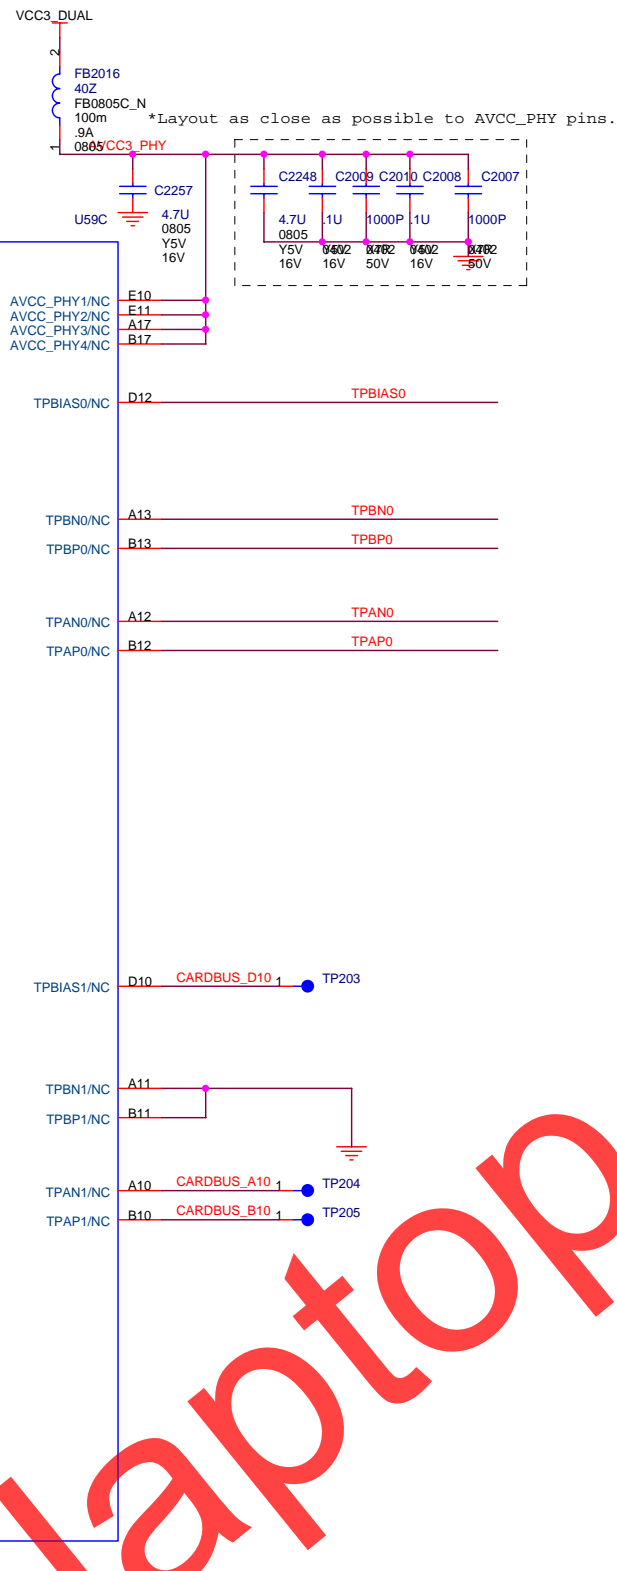 VCC3_DUAL
2
FB2016
40Z
FB0805C_N
100m
.9A
0805
1
AVCC3_PHY
*Layout as close as possible to AVCC_PHY pins.
C2257
4.7U
0805
Y5V
16V
C2248 C2009 C2010 C2008 C2007
4.7U .1U 1000P .1U 1000P
0805
Y5V
16V 16V 50V 16V 50V
U59C
AVCC_PHY1/NC E10
AVCC_PHY2/NC E11
AVCC_PHY3/NC A17
AVCC_PHY4/NC B17
TPBIAS0/NC D12 TPBIAS0
TPBN0/NC A13 TPBN0
TPBP0/NC B13 TPBP0
TPAN0/NC A12 TPAN0
TPAP0/NC B12 TPAP0
TPBIAS1/NC D10 CARDBUS_D10 1 TP203
TPBN1/NC A11
TPBP1/NC B11
TPAN1/NC A10 CARDBUS_A10 1 TP204
TPAP1/NC B10 CARDBUS_B10 1 TP205
laptop